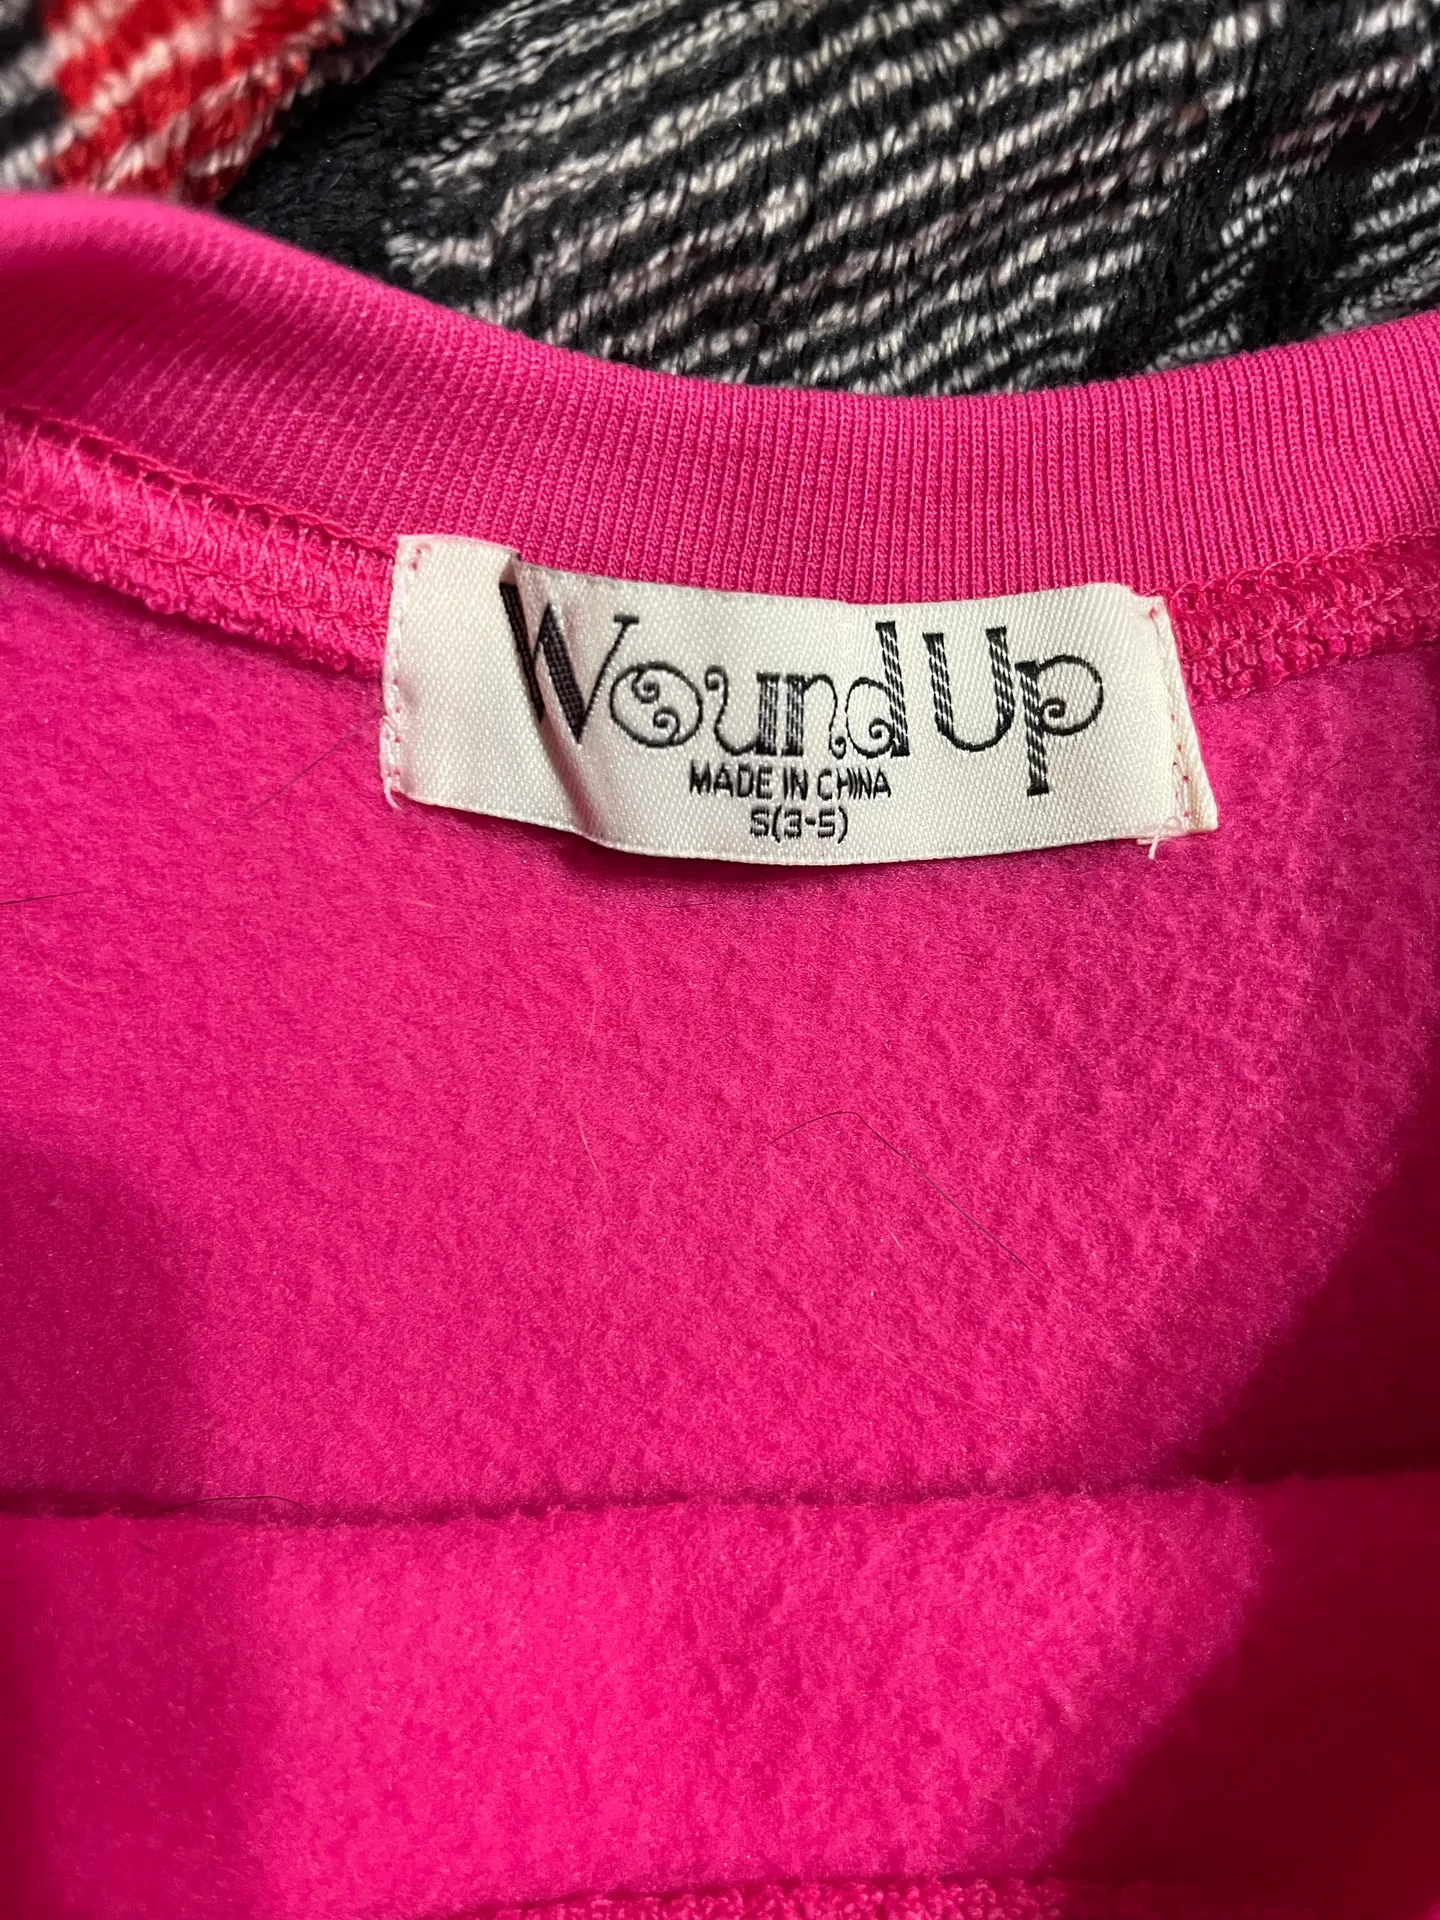 Wound Up
MADE IN CHINA
S(3-5)